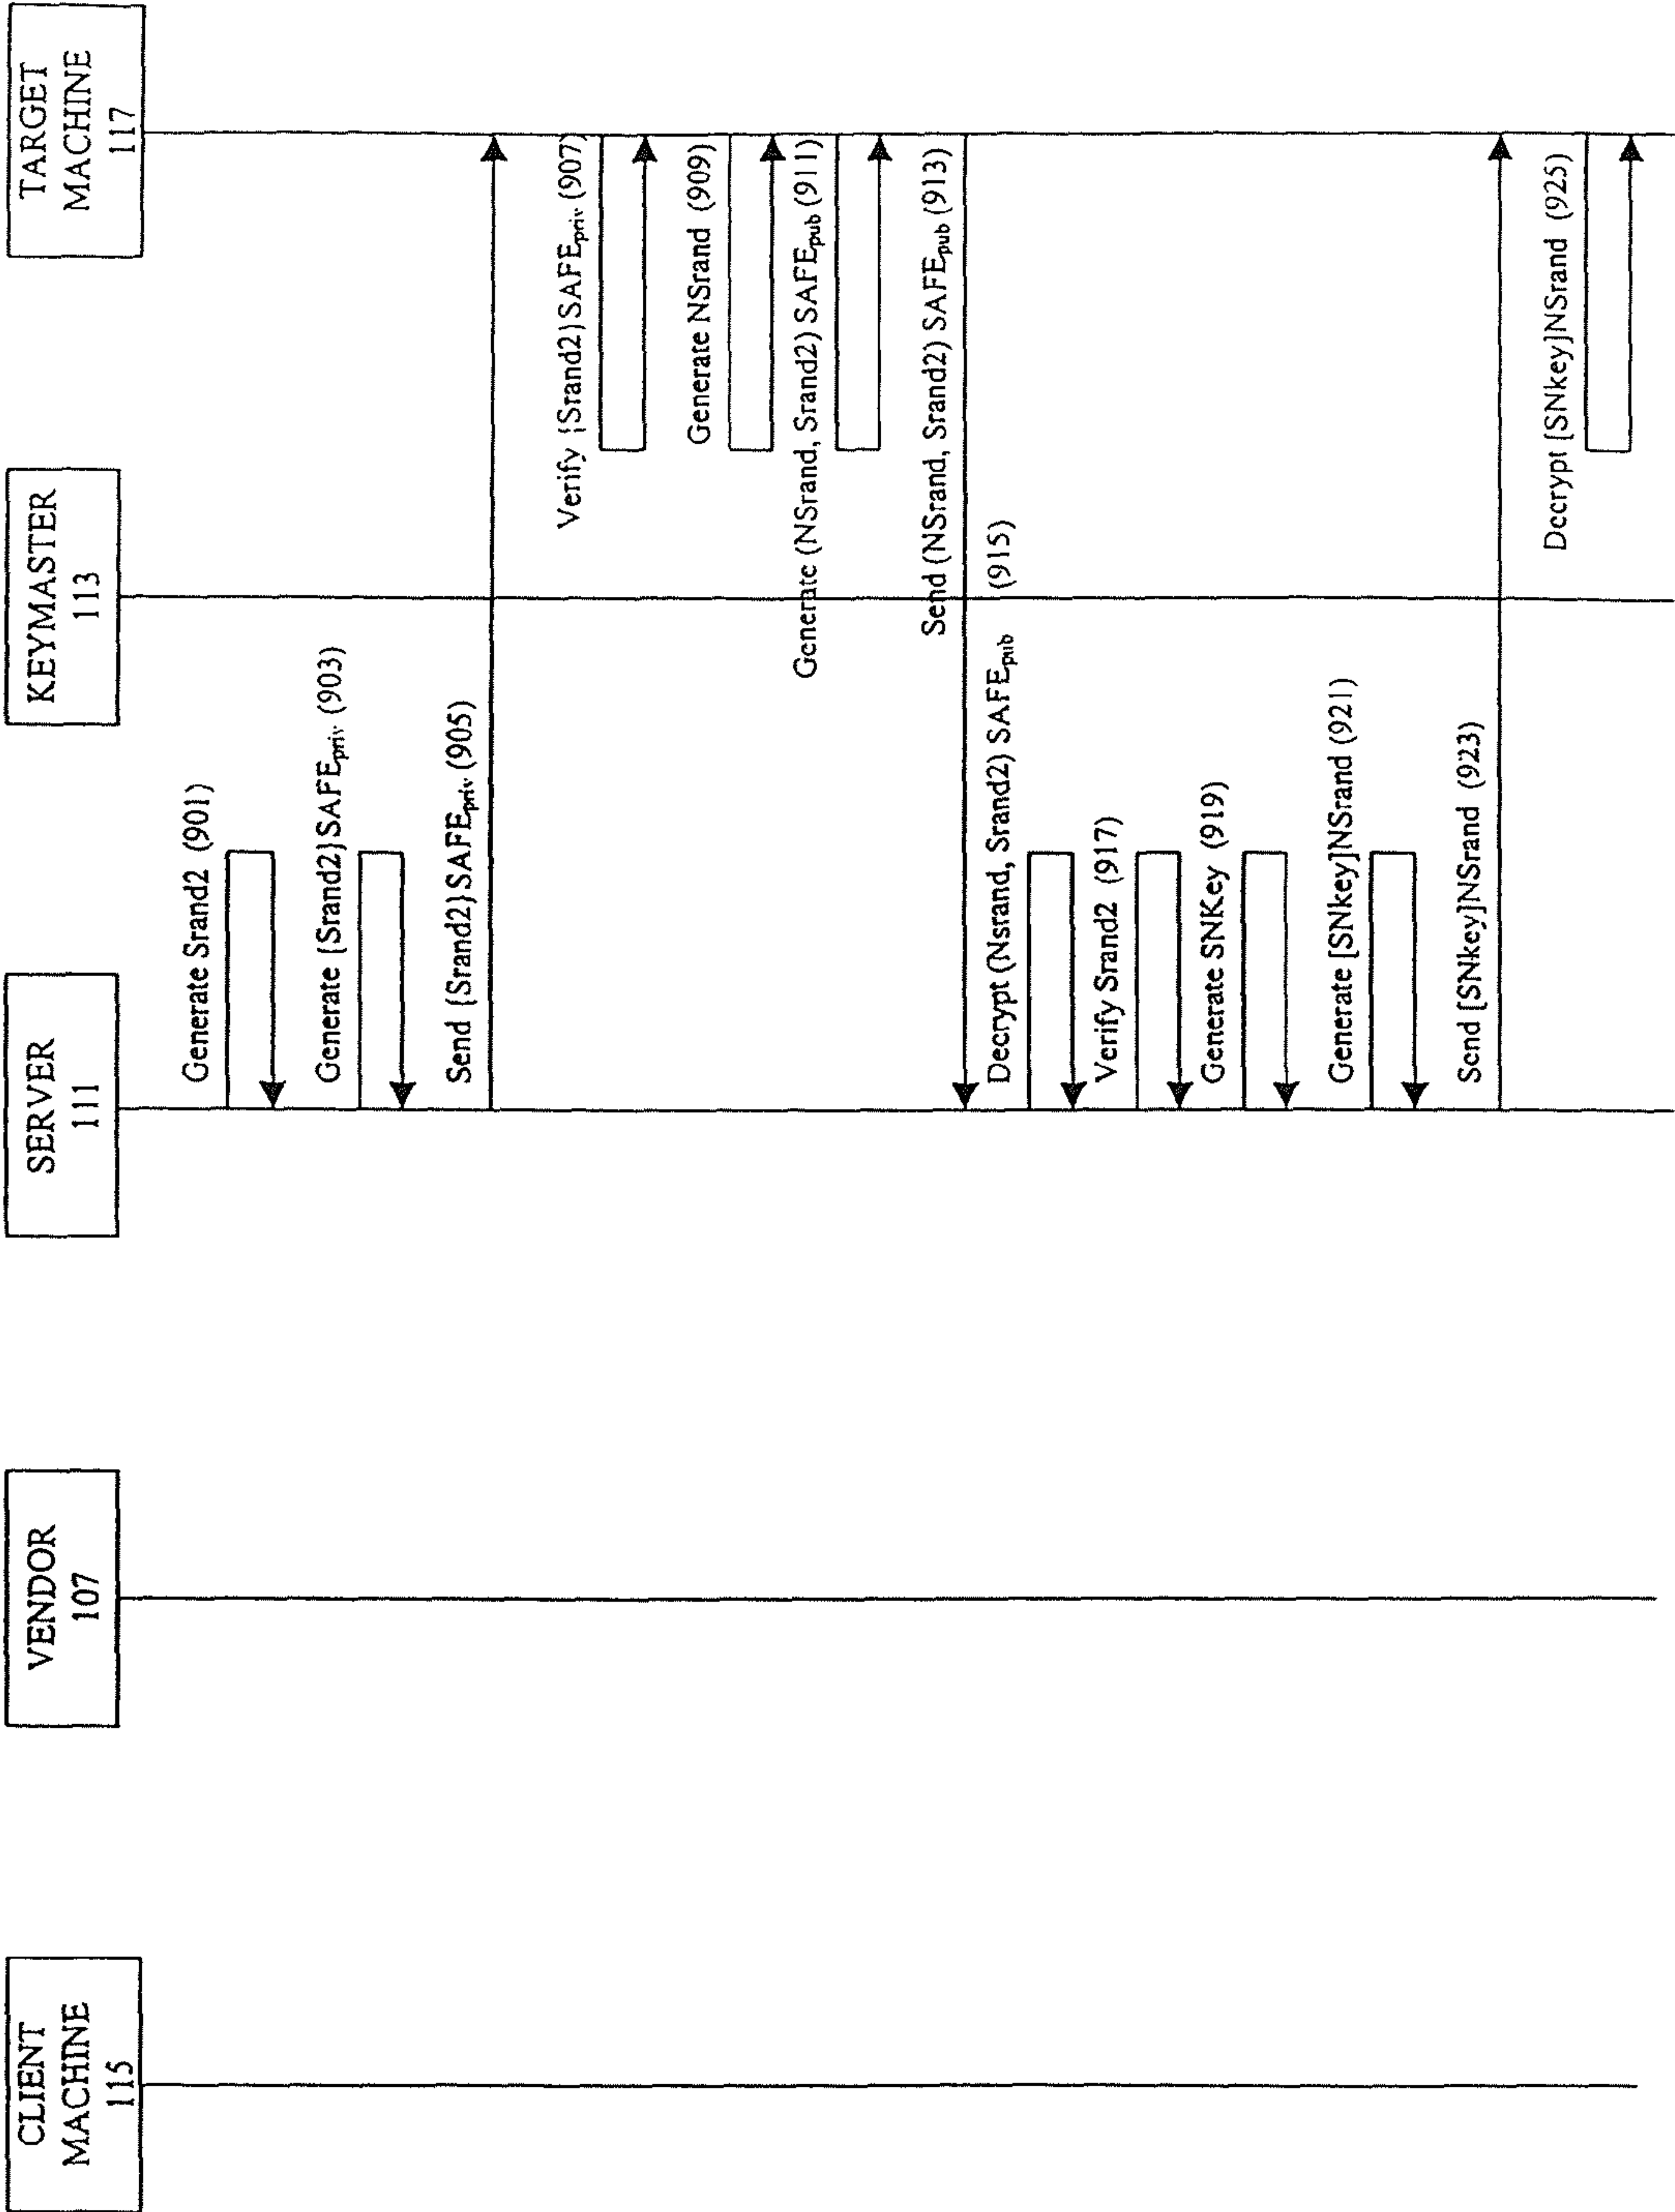 CLIENT
MACHINE
115
VENDOR
107
SERVER
111
KEYMASTER
113
TARGET
MACHINE
117
Generate Srand2 (901)
Generate {Srand2}SAFEpriv (903)
Send {Srand2}SAFEpriv (905)
Verify {Srand2}SAFEpriv (907)
Generate NSrand (909)
Generate (NSrand, Srand2) SAFEpub (911)
Send (NSrand, Srand2) SAFEpub (913)
Decrypt (Nsrand, Srand2) SAFEpub (915)
Verify Srand2 (917)
Generate SNKey (919)
Generate [SNkey]NSrand (921)
Send [SNkey]NSrand (923)
Decrypt [SNkey]NSrand (925)